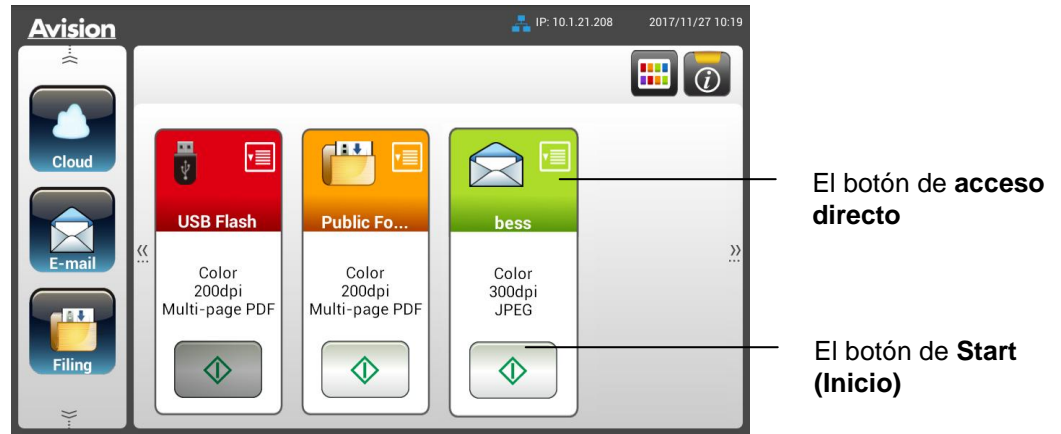 Avision
IP: 10.1.21.208 2017/11/27 10:19
Cloud
E-mail
Filing
USB Flash
Color
200dpi
Multi-page PDF
Public Fo...
Color
200dpi
Multi-page PDF
bess
Color
300dpi
JPEG
El botón de acceso
directo
El botón de Start
(Inicio)